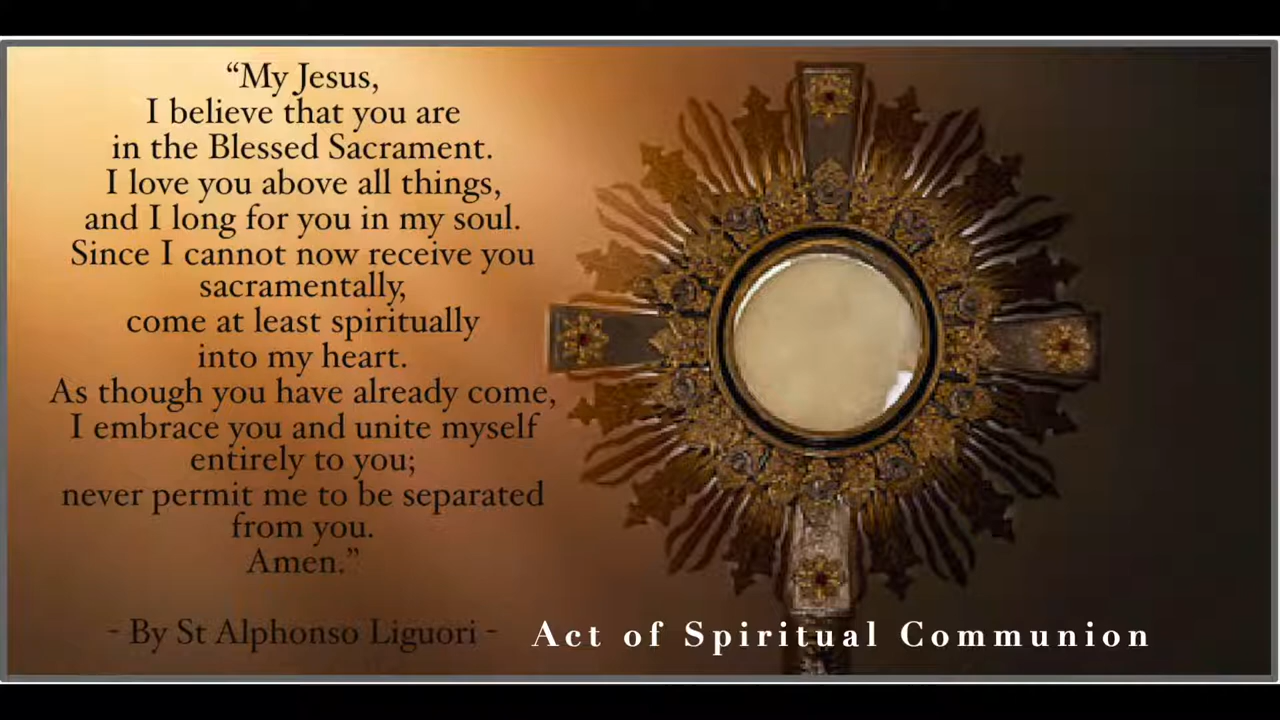 “My Jesus,
I believe that you are
in the Blessed Sacrament.
I love you above all things,
and I long for you in my soul.
Since I cannot now receive you
sacramentally,
come at least spiritually
into my heart.
As though you have already come,
I embrace you and unite myself
entirely to you;
never permit me to be separated
from you.
Amen.”
- By St Alphonso Liguori -
Act of Spiritual Communion